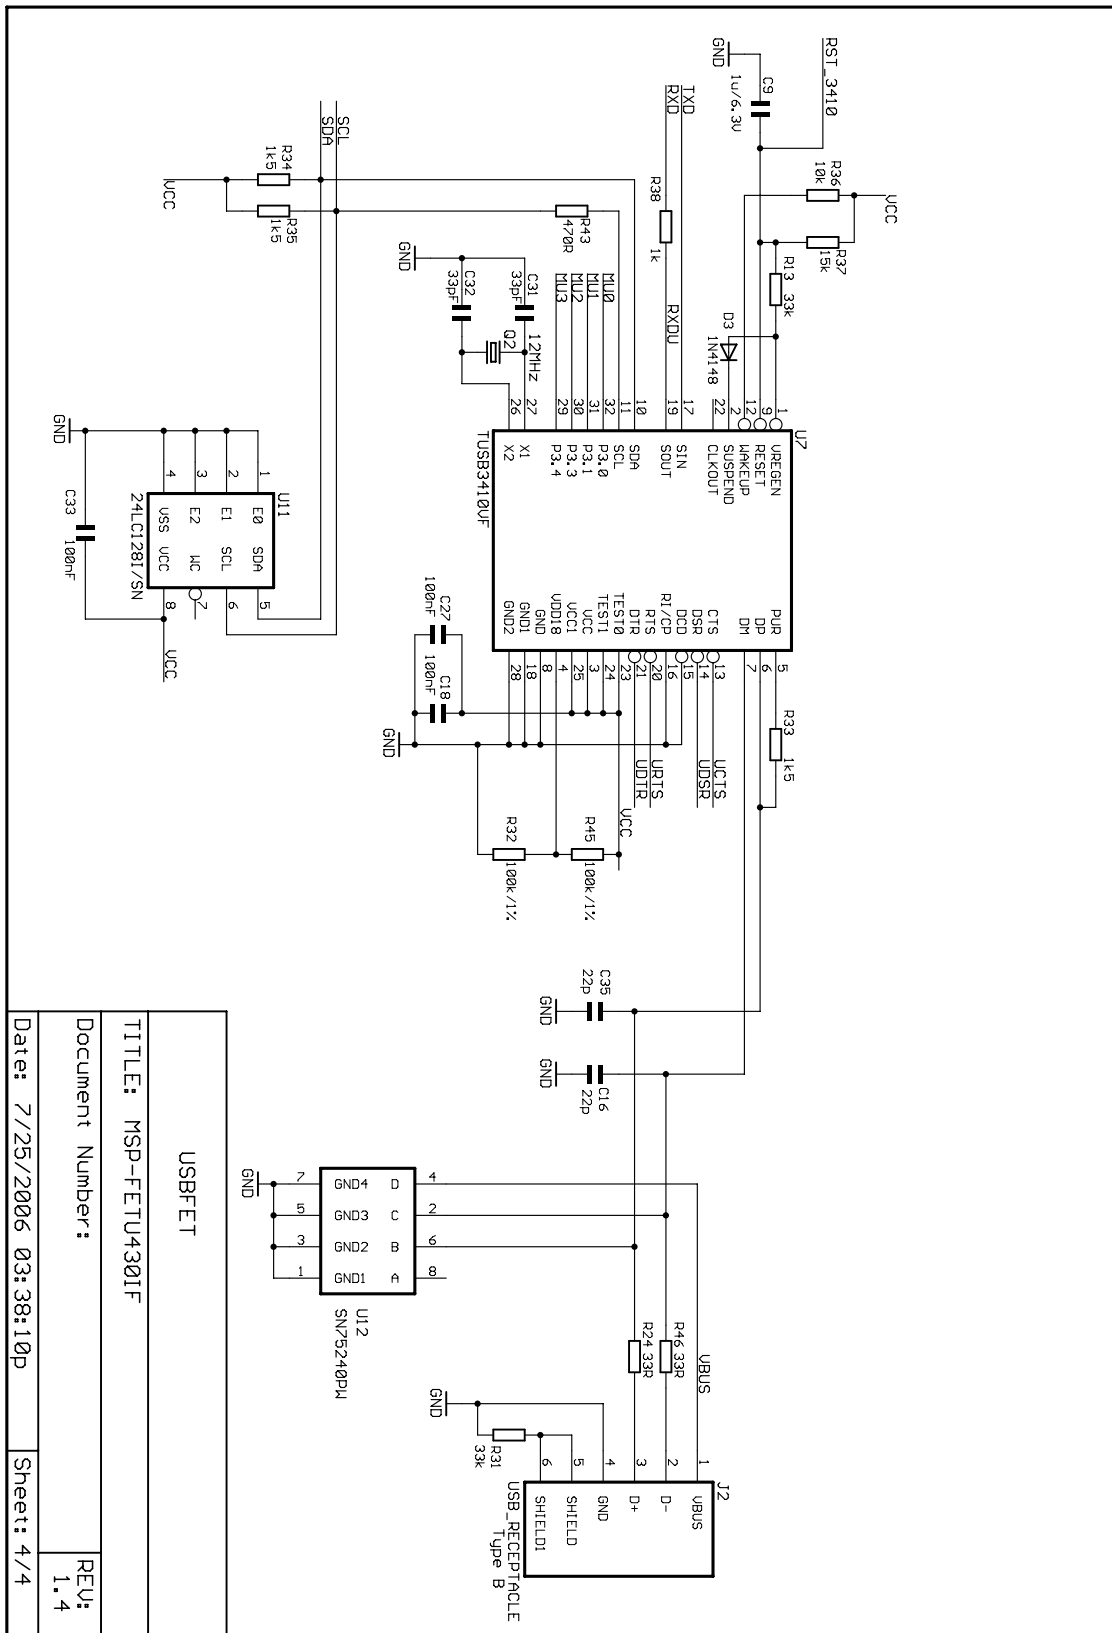 RST_3410
GND
C9
1u/6.3V
R36
10k
VCC
R37
15k
R13
33k
D3
1N4148
TXD
RXD
R38
1k
RXDU
SCL
SDA
R34
1k5
R35
1k5
VCC
R43
470R
GND
C32
33pF
C31
33pF
Q2
12MHz
MU0
MU1
MU2
MU3
U7
TUSB3410VF
1 VREGEN
9 RESET
12 WAKEUP
2 SUSPEND
22 CLKOUT
17 SIN
19 SOUT
10 SDA
11 SCL
32 P3.0
31 P3.1
30 P3.3
29 P3.4
27 X1
26 X2
PUR 5
DP 6
DM 7
CTS 13
DSR 14
DCD 15
RI/CP 16
RTS 20
DTR 21
TEST0 23
TEST1 24
VCC 3
VCC1 25
VDD18 4
GND 8
GND1 18
GND2 28
R33
1k5
UCTS
UDSR
URTS
UDTR
VCC
C27
100nF
C18
100nF
GND
R32
100k/1%
R45
100k/1%
GND
U11
24LC128I/SN
1 E0
2 E1
3 E2
4 VSS
SDA 5
SCL 6
WC 7
VCC 8
C33
100nF
VCC
C35
22p
GND
C16
22p
GND
U12
SN75240PW
GND
7 GND4 D 4
5 GND3 C 2
3 GND2 B 6
1 GND1 A 8
R24 33R
R46 33R
VBUS
GND
R31
33k
J2
USB_RECEPTACLE
Type B
1 VBUS
2 D-
3 D+
4 GND
5 SHIELD
6 SHIELD1
USBFET
TITLE: MSP-FETU430IF
Document Number:
REV:
1.4
Date: 7/25/2006 03:38:10p
Sheet: 4/4